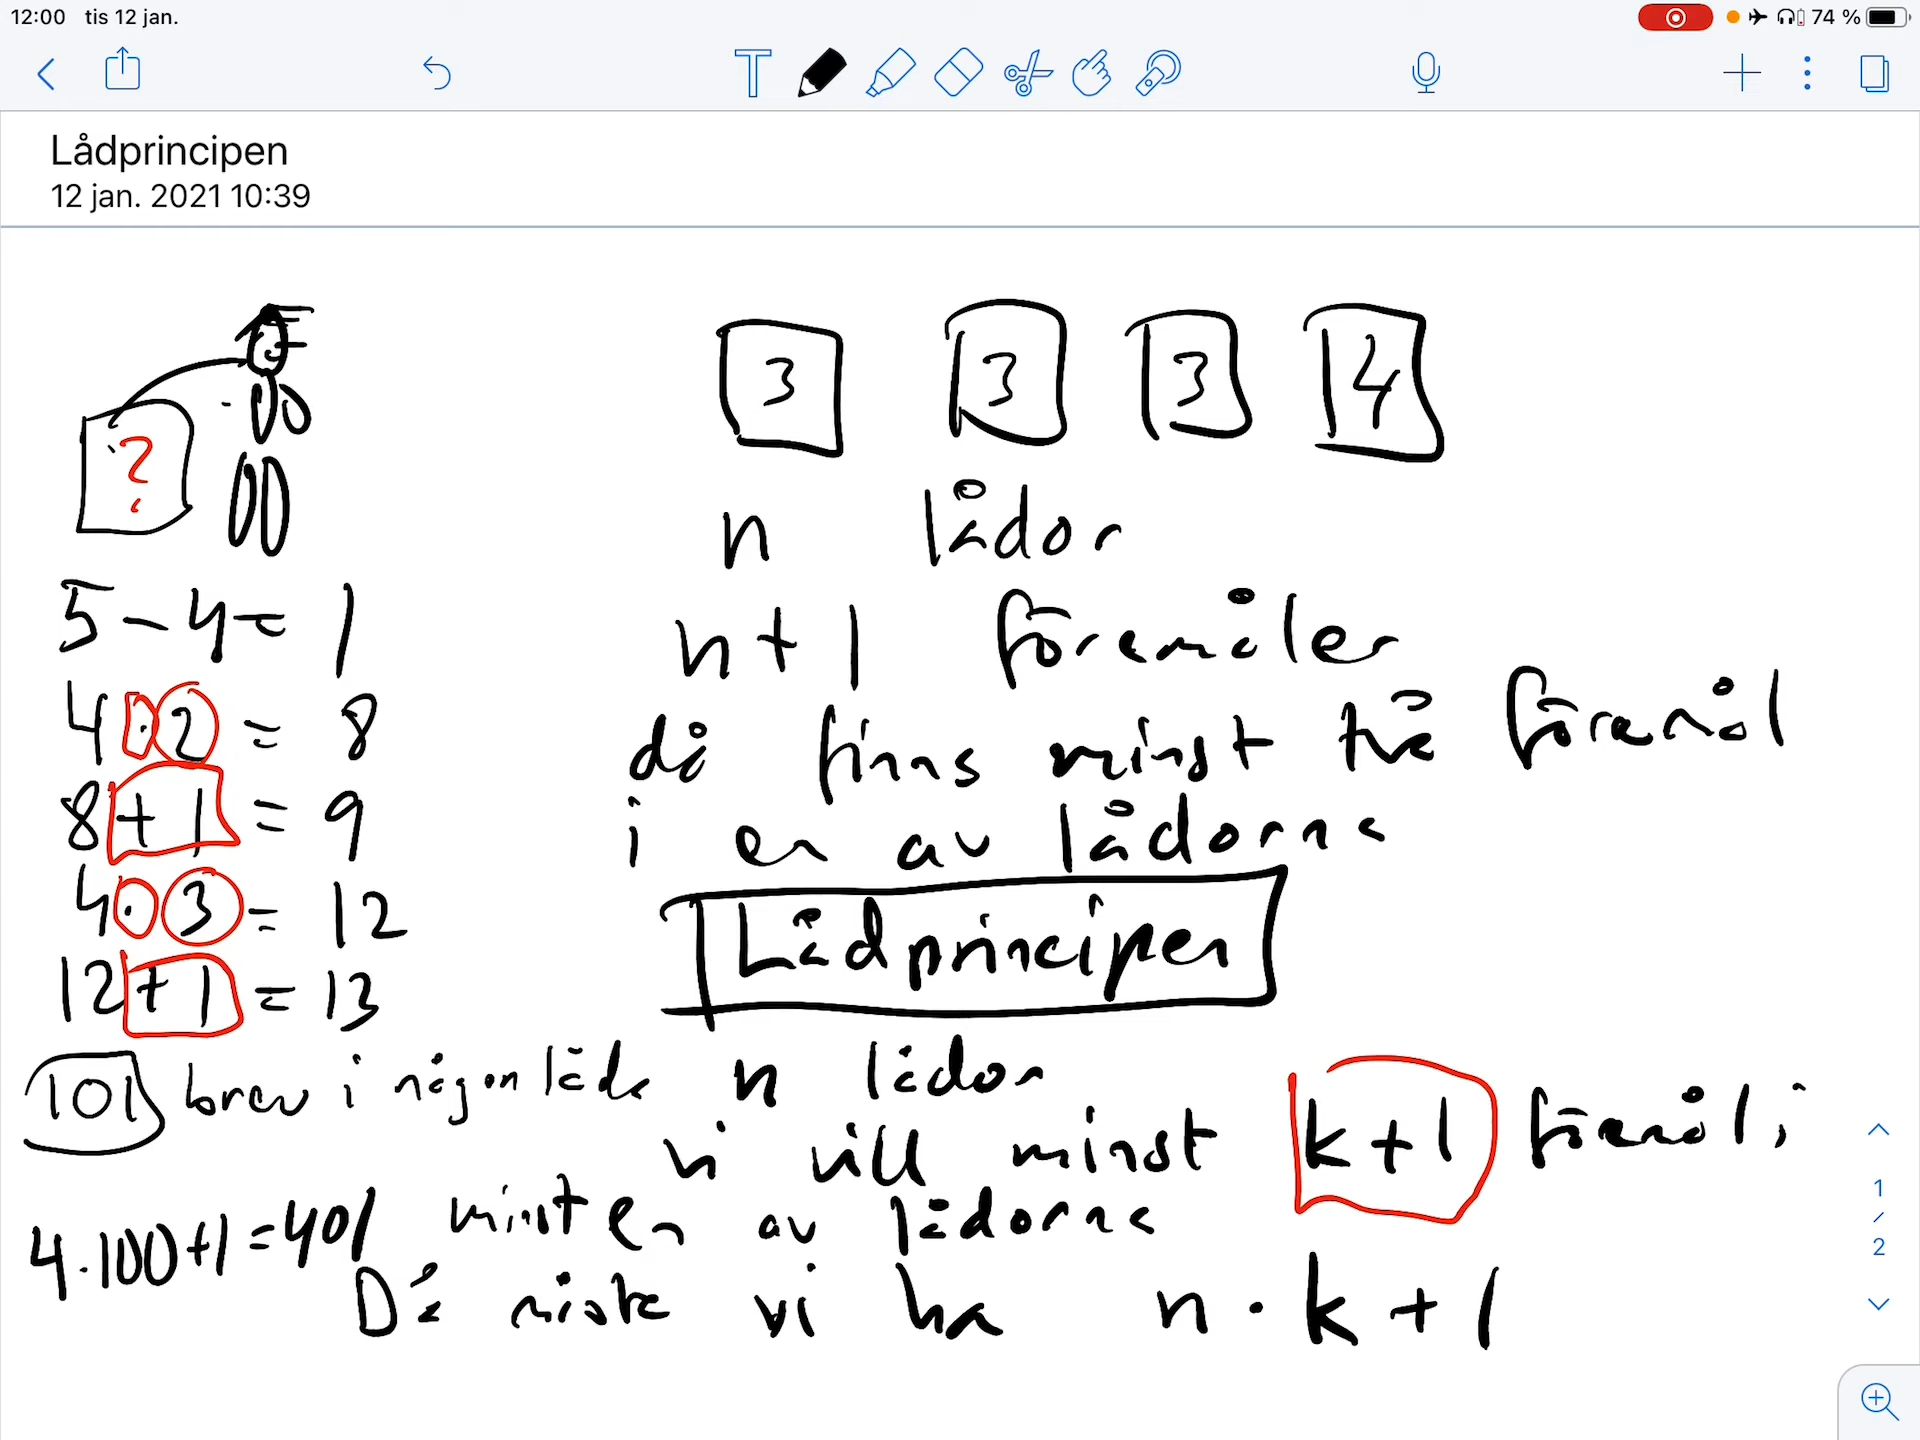 12:00 tis 12 jan.
74 %
T
Lådprincipen
12 jan. 2021 10:39
?
3 3 3 4
n lådor
n + 1 föremåler
då finns minst två föremål
i en av lådorna
Lådprincipen
5 - 4 = 1
4 · 2 = 8
8 + 1 = 9
4 · 3 = 12
12 + 1 = 13
101 brev i någon låda
4 · 100 + 1 = 401
n lådor
vi vill minst k + 1 föremål i
minst en av lådorna
Då måste vi ha n · k + 1
1
/
2